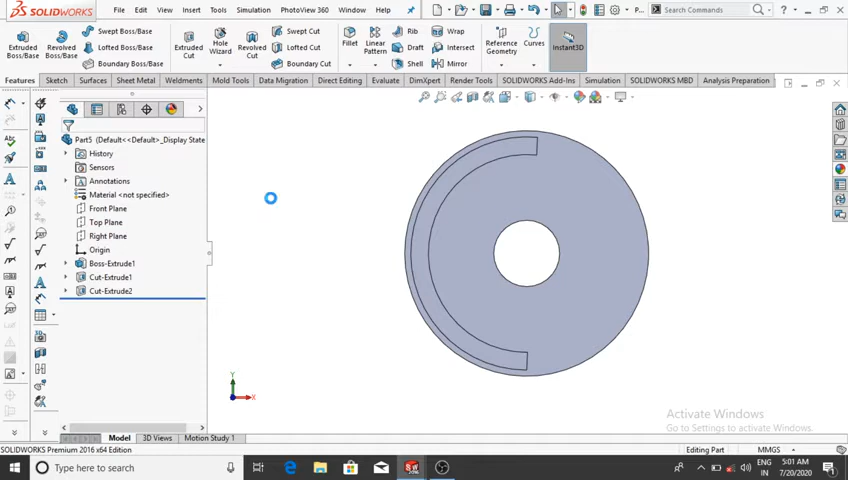 SOLIDWORKS File Edit View Insert Tools Simulation PhotoView 360 Window P... Search Commands
Extruded Boss/Base Revolved Boss/Base Swept Boss/Base Extruded Cut Hole Wizard Revolved Cut Swept Cut Fillet Linear Pattern Rib Wrap Reference Geometry Curves Instant3D
Lofted Boss/Base Lofted Cut Draft Intersect
Boundary Boss/Base Boundary Cut Shell Mirror
Features Sketch Surfaces Sheet Metal Weldments Mold Tools Data Migration Direct Editing Evaluate DimXpert Render Tools SOLIDWORKS Add-Ins Simulation SOLIDWORKS MBD Analysis Preparation
Part5 (Default<<Default>_Display State
History
Sensors
Annotations
Material <not specified>
Front Plane
Top Plane
Right Plane
Origin
Boss-Extrude1
Cut-Extrude1
Cut-Extrude2
Y
X
Activate Windows
Go to Settings to activate Windows.
Model 3D Views Motion Study 1
SOLIDWORKS Premium 2016 x64 Edition Editing Part MMGS
Type here to search ENG IN 5:01 AM 7/20/2020